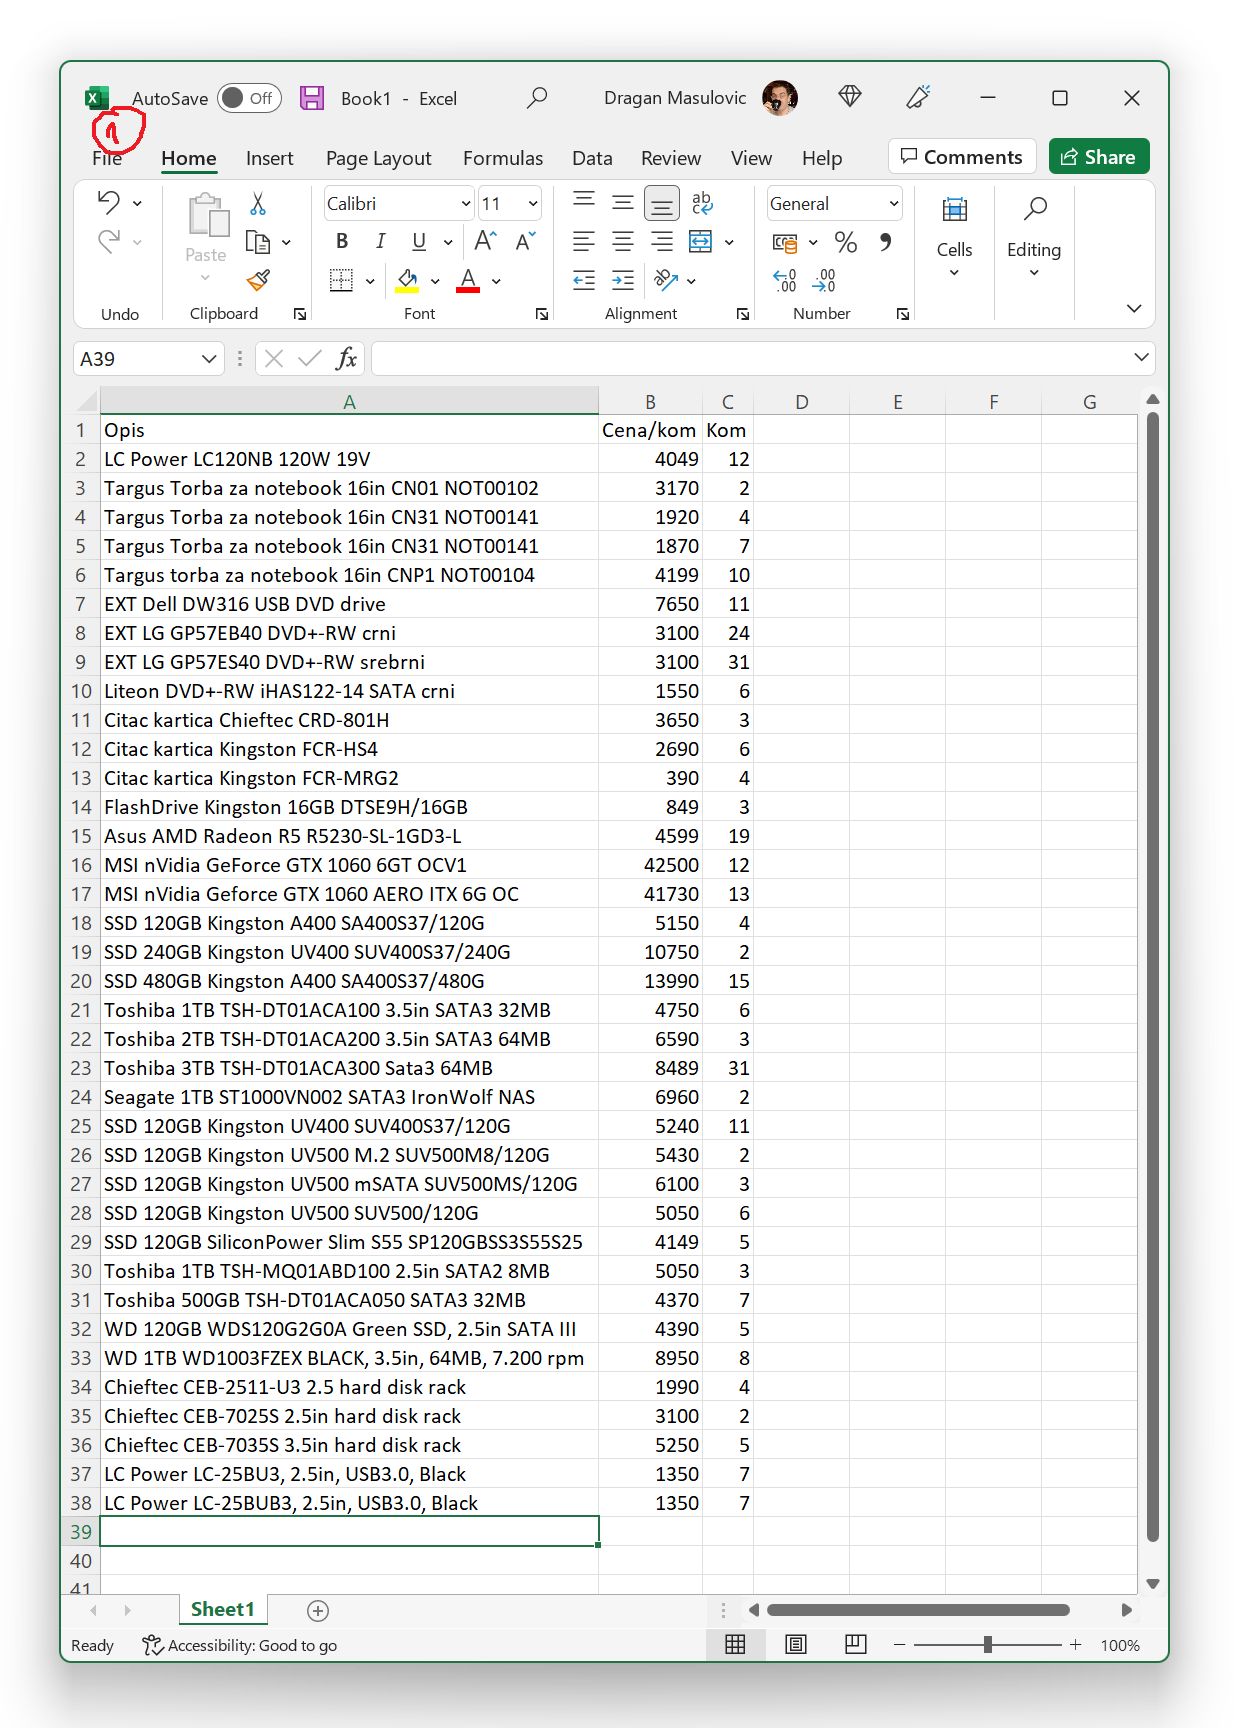 AutoSave Off Book1 - Excel Dragan Masulovic
1
File Home Insert Page Layout Formulas Data Review View Help Comments Share
Calibri 11 ab General
Paste B I U A A c % , Cells Editing
A ab 0 .00 .00 0
Undo Clipboard Font Alignment Number
A39 fx
A B C D E F G
1 Opis Cena/kom Kom
2 LC Power LC120NB 120W 19V 4049 12
3 Targus Torba za notebook 16in CN01 NOT00102 3170 2
4 Targus Torba za notebook 16in CN31 NOT00141 1920 4
5 Targus Torba za notebook 16in CN31 NOT00141 1870 7
6 Targus torba za notebook 16in CNP1 NOT00104 4199 10
7 EXT Dell DW316 USB DVD drive 7650 11
8 EXT LG GP57EB40 DVD+-RW crni 3100 24
9 EXT LG GP57ES40 DVD+-RW srebrni 3100 31
10 Liteon DVD+-RW iHAS122-14 SATA crni 1550 6
11 Citac kartica Chieftec CRD-801H 3650 3
12 Citac kartica Kingston FCR-HS4 2690 6
13 Citac kartica Kingston FCR-MRG2 390 4
14 FlashDrive Kingston 16GB DTSE9H/16GB 849 3
15 Asus AMD Radeon R5 R5230-SL-1GD3-L 4599 19
16 MSI nVidia GeForce GTX 1060 6GT OCV1 42500 12
17 MSI nVidia Geforce GTX 1060 AERO ITX 6G OC 41730 13
18 SSD 120GB Kingston A400 SA400S37/120G 5150 4
19 SSD 240GB Kingston UV400 SUV400S37/240G 10750 2
20 SSD 480GB Kingston A400 SA400S37/480G 13990 15
21 Toshiba 1TB TSH-DT01ACA100 3.5in SATA3 32MB 4750 6
22 Toshiba 2TB TSH-DT01ACA200 3.5in SATA3 64MB 6590 3
23 Toshiba 3TB TSH-DT01ACA300 Sata3 64MB 8489 31
24 Seagate 1TB ST1000VN002 SATA3 IronWolf NAS 6960 2
25 SSD 120GB Kingston UV400 SUV400S37/120G 5240 11
26 SSD 120GB Kingston UV500 M.2 SUV500M8/120G 5430 2
27 SSD 120GB Kingston UV500 mSATA SUV500MS/120G 6100 3
28 SSD 120GB Kingston UV500 SUV500/120G 5050 6
29 SSD 120GB SiliconPower Slim S55 SP120GBSS3S55S25 4149 5
30 Toshiba 1TB TSH-MQ01ABD100 2.5in SATA2 8MB 5050 3
31 Toshiba 500GB TSH-DT01ACA050 SATA3 32MB 4370 7
32 WD 120GB WDS120G2G0A Green SSD, 2.5in SATA III 4390 5
33 WD 1TB WD1003FZEX BLACK, 3.5in, 64MB, 7.200 rpm 8950 8
34 Chieftec CEB-2511-U3 2.5 hard disk rack 1990 4
35 Chieftec CEB-7025S 2.5in hard disk rack 3100 2
36 Chieftec CEB-7035S 3.5in hard disk rack 5250 5
37 LC Power LC-25BU3, 2.5in, USB3.0, Black 1350 7
38 LC Power LC-25BUB3, 2.5in, USB3.0, Black 1350 7
39
40
41
Sheet1
Ready Accessibility: Good to go 100%